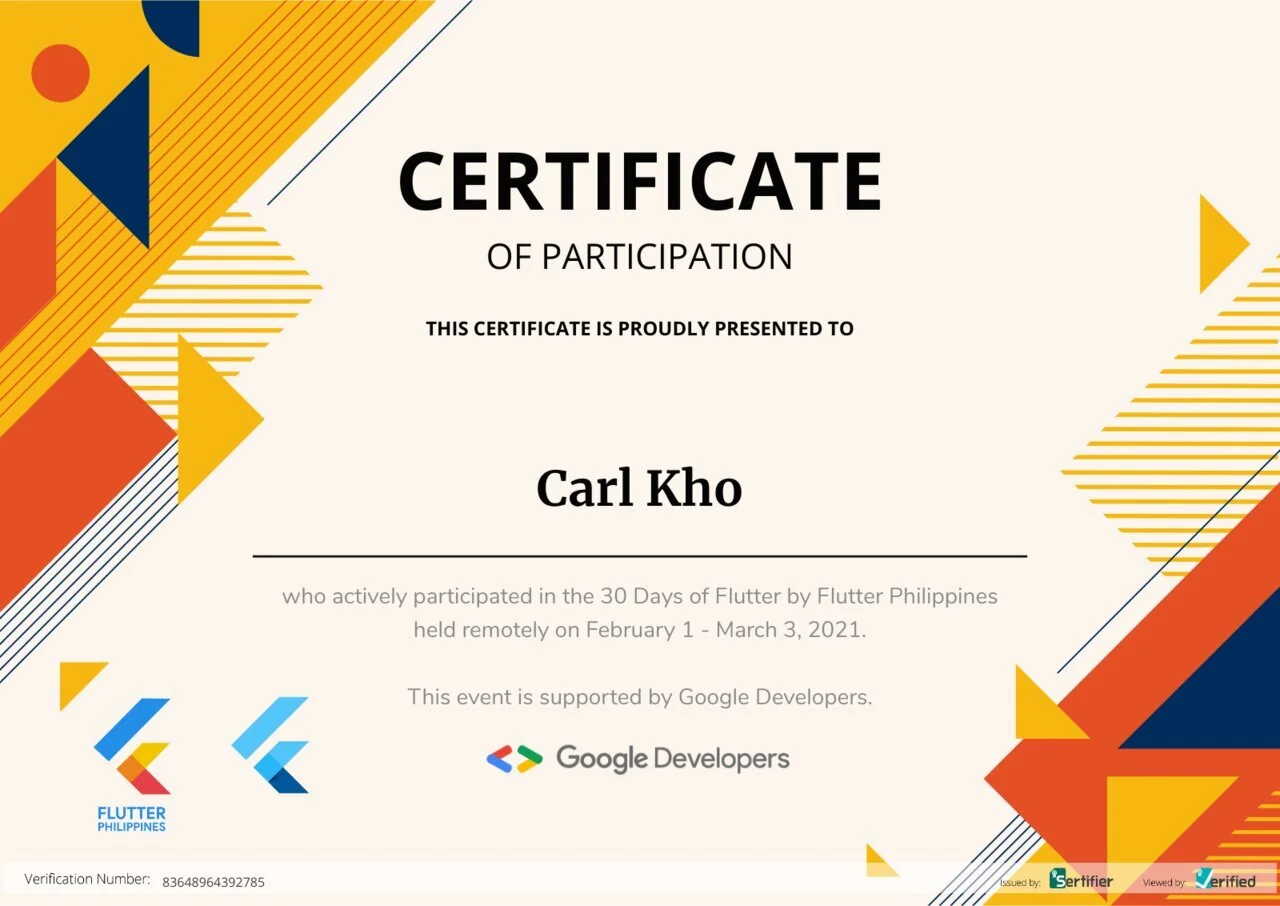 CERTIFICATE
OF PARTICIPATION
THIS CERTIFICATE IS PROUDLY PRESENTED TO
Carl Kho
who actively participated in the 30 Days of Flutter by Flutter Philippines
held remotely on February 1 - March 3, 2021.
This event is supported by Google Developers.
Google Developers
FLUTTER
PHILIPPINES
Verification Number: 83648964392785
Issued by: Sertifier
Viewed by: Verified